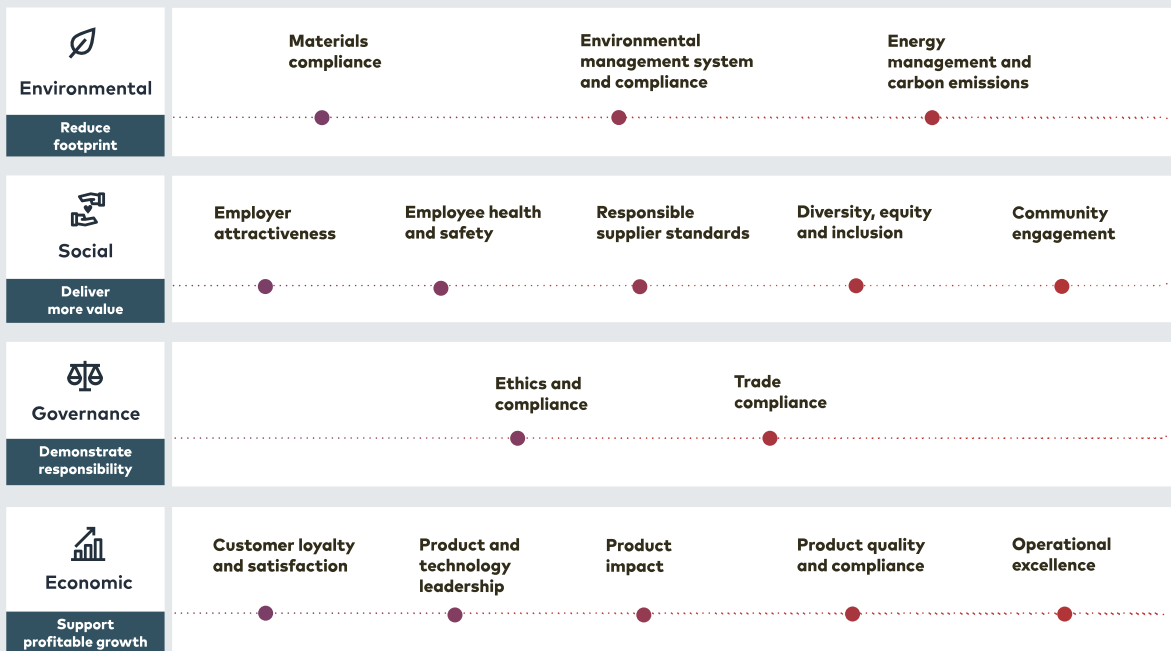 Environmental
Reduce
footprint
Materials
compliance
Environmental
management system
and compliance
Energy
management and
carbon emissions
Social
Deliver
more value
Employer
attractiveness
Employee health
and safety
Responsible
supplier standards
Diversity, equity
and inclusion
Community
engagement
Governance
Demonstrate
responsibility
Ethics and
compliance
Trade
compliance
Economic
Support
profitable growth
Customer loyalty
and satisfaction
Product and
technology
leadership
Product
impact
Product quality
and compliance
Operational
excellence